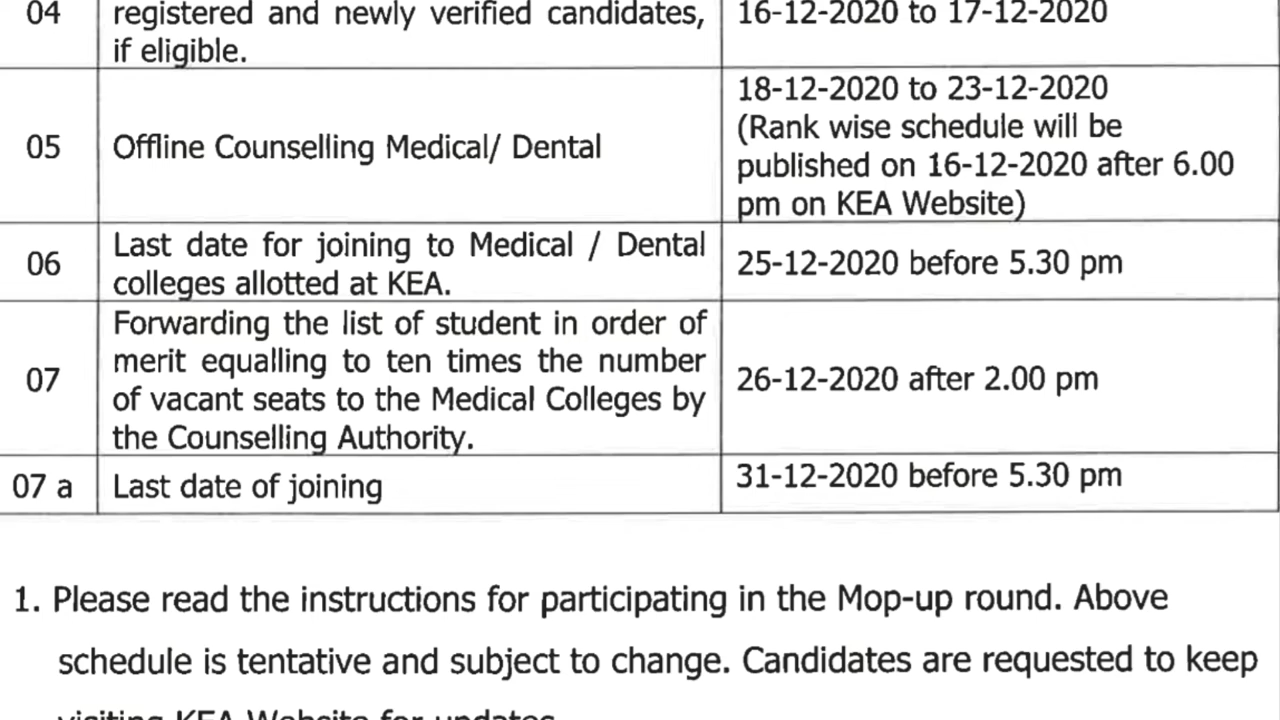 04
registered and newly verified candidates,
if eligible.
16-12-2020 to 17-12-2020
05
Offline Counselling Medical/ Dental
18-12-2020 to 23-12-2020
(Rank wise schedule will be
published on 16-12-2020 after 6.00
pm on KEA Website)
06
Last date for joining to Medical / Dental
colleges allotted at KEA.
25-12-2020 before 5.30 pm
07
Forwarding the list of student in order of
merit equalling to ten times the number
of vacant seats to the Medical Colleges by
the Counselling Authority.
26-12-2020 after 2.00 pm
07 a
Last date of joining
31-12-2020 before 5.30 pm
1. Please read the instructions for participating in the Mop-up round. Above
schedule is tentative and subject to change. Candidates are requested to keep
visiting KEA Website for updates.